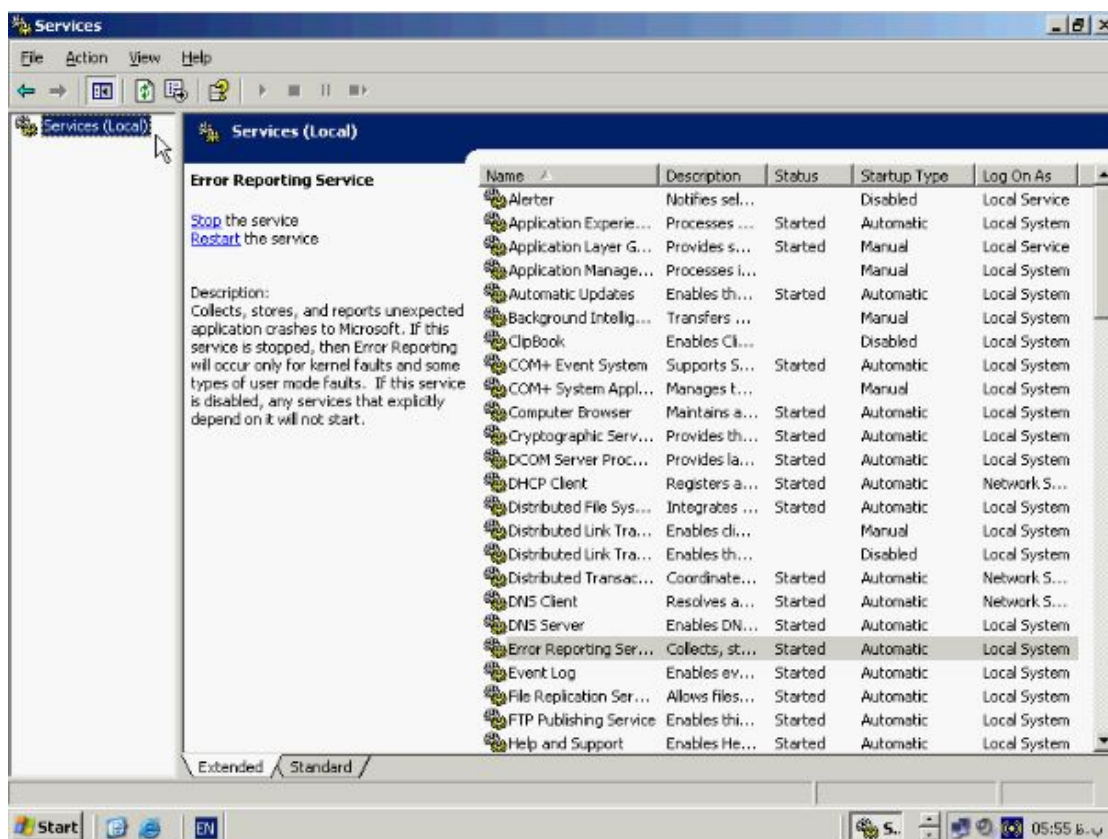 Services
File Action View Help
Services (Local)
Services (Local)
Error Reporting Service
Stop the service
Restart the service
Description:
Collects, stores, and reports unexpected
application crashes to Microsoft. If this
service is stopped, then Error Reporting
will occur only for kernel faults and some
types of user mode faults. If this service
is disabled, any services that explicitly
depend on it will not start.
Name Description Status Startup Type Log On As
Alerter Notifies sel... Disabled Local Service
Application Experie... Processes ... Started Automatic Local System
Application Layer G... Provides s... Started Manual Local Service
Application Manage... Processes i... Manual Local System
Automatic Updates Enables th... Started Automatic Local System
Background Intellig... Transfers ... Manual Local System
ClipBook Enables Cli... Disabled Local System
COM+ Event System Supports S... Started Automatic Local System
COM+ System Appl... Manages t... Manual Local System
Computer Browser Maintains a... Started Automatic Local System
Cryptographic Serv... Provides th... Started Automatic Local System
DCOM Server Proc... Provides la... Started Automatic Local System
DHCP Client Registers a... Started Automatic Network S...
Distributed File Sys... Integrates ... Started Automatic Local System
Distributed Link Tra... Enables cli... Manual Local System
Distributed Link Tra... Enables th... Disabled Local System
Distributed Transac... Coordinate... Started Automatic Network S...
DNS Client Resolves a... Started Automatic Network S...
DNS Server Enables DN... Started Automatic Local System
Error Reporting Ser... Collects, st... Started Automatic Local System
Event Log Enables ev... Started Automatic Local System
File Replication Ser... Allows files... Started Automatic Local System
FTP Publishing Service Enables thi... Started Automatic Local System
Help and Support Enables He... Started Automatic Local System
Extended Standard
Start EN S.. 05:55